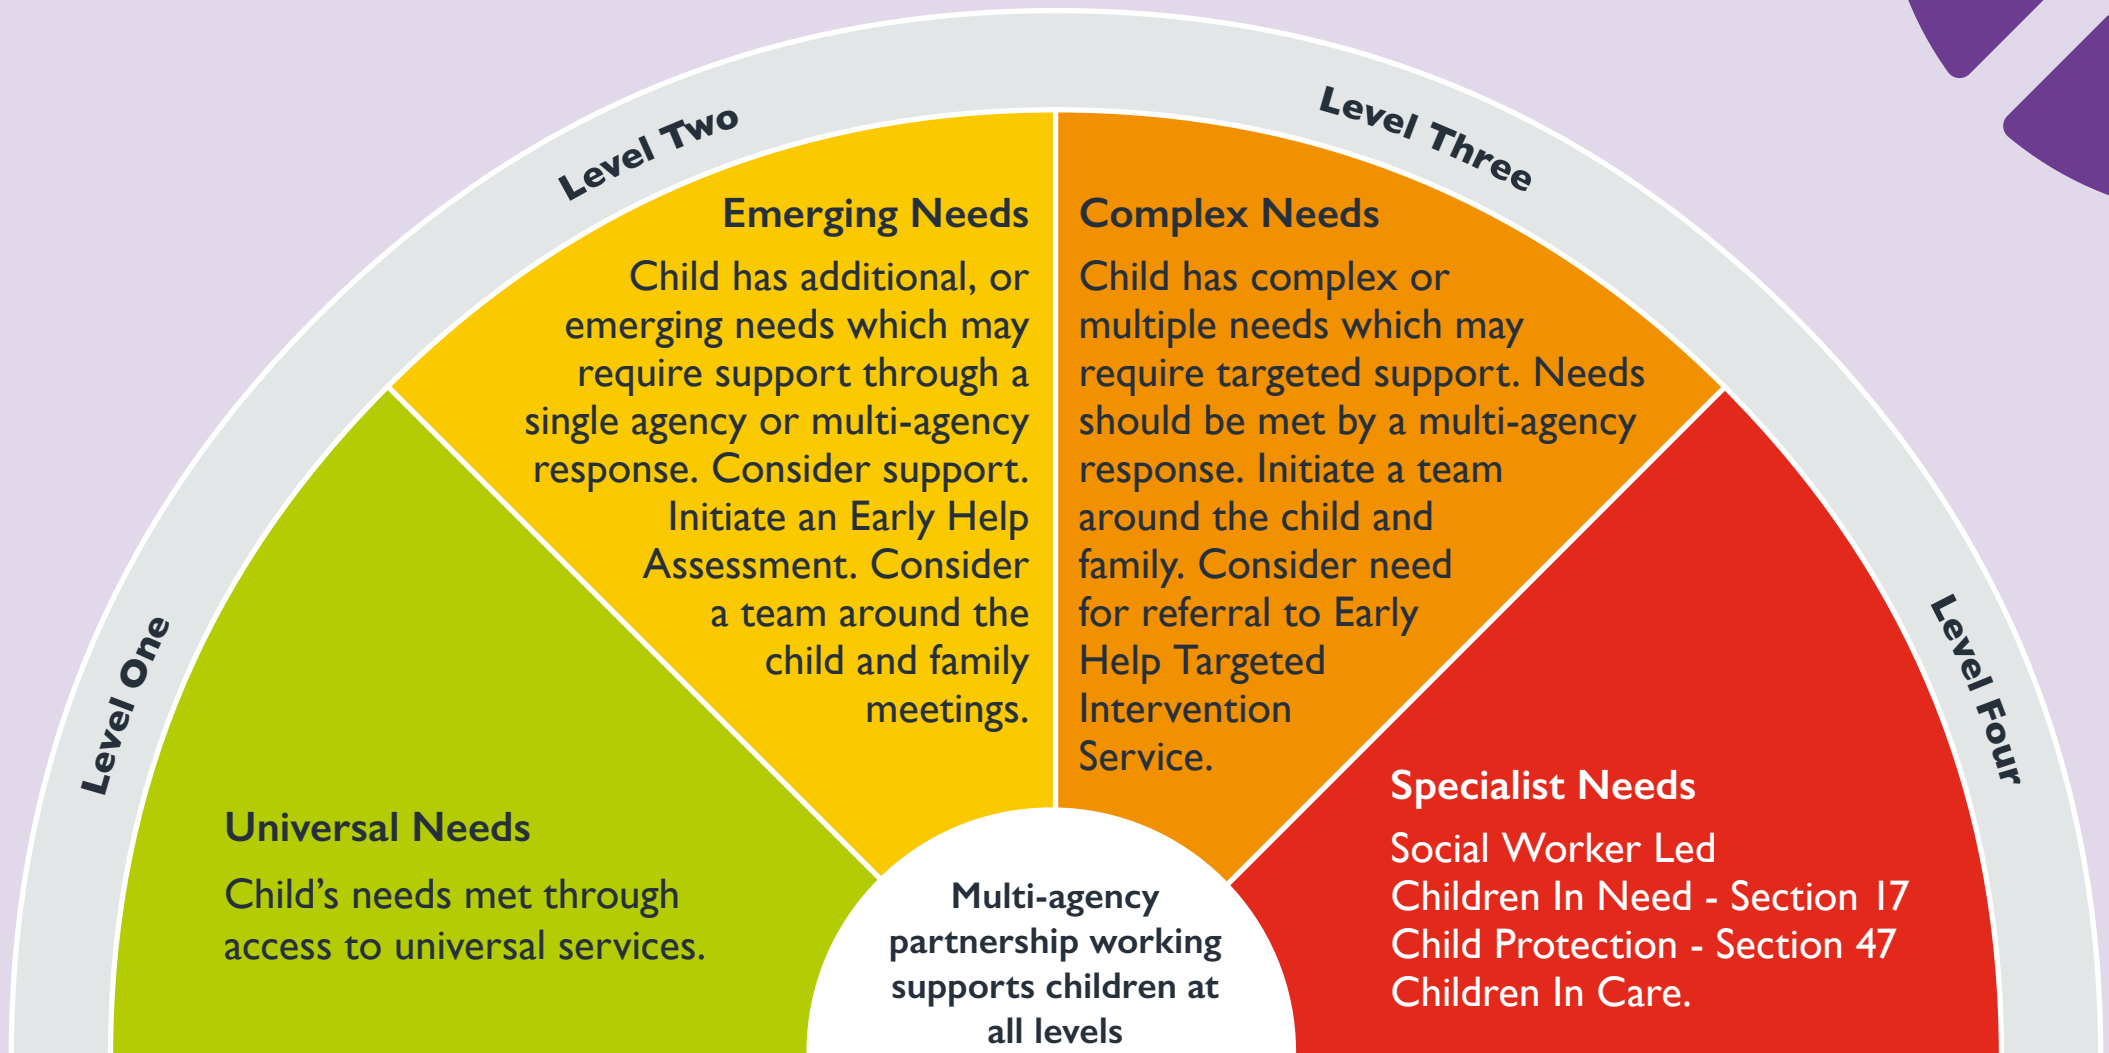 Level One
Universal Needs
Child’s needs met through
access to universal services.
Level Two
Emerging Needs
Child has additional, or
emerging needs which may
require support through a
single agency or multi-agency
response. Consider support.
Initiate an Early Help
Assessment. Consider
a team around the
child and family
meetings.
Level Three
Complex Needs
Child has complex or
multiple needs which may
require targeted support. Needs
should be met by a multi-agency
response. Initiate a team
around the child and
family. Consider need
for referral to Early
Help Targeted
Intervention
Service.
Level Four
Specialist Needs
Social Worker Led
Children In Need - Section 17
Child Protection - Section 47
Children In Care.
Multi-agency
partnership working
supports children at
all levels